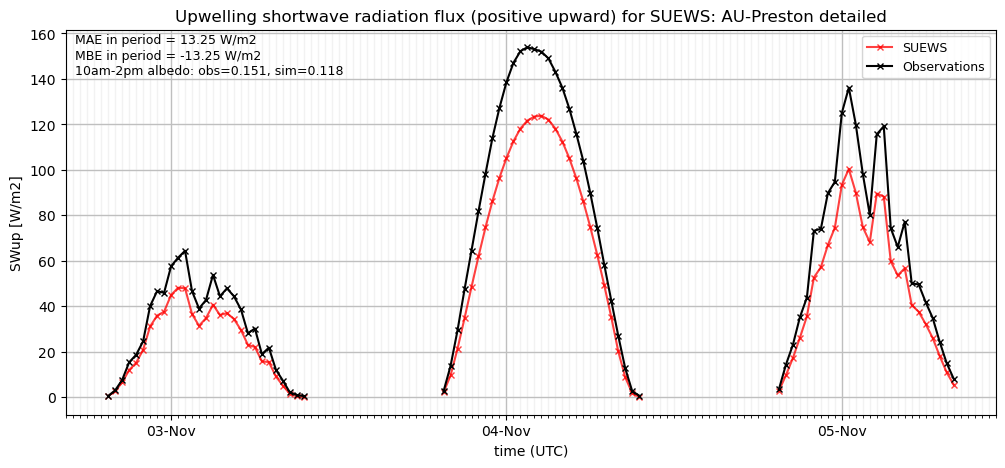 Upwelling shortwave radiation flux (positive upward) for SUEWS: AU-Preston detailed
MAE in period = 13.25 W/m2
MBE in period = -13.25 W/m2
10am-2pm albedo: obs=0.151, sim=0.118
SUEWS
Observations
SWup [W/m2]
160
140
120
100
80
60
40
20
0
03-Nov
04-Nov
05-Nov
time (UTC)